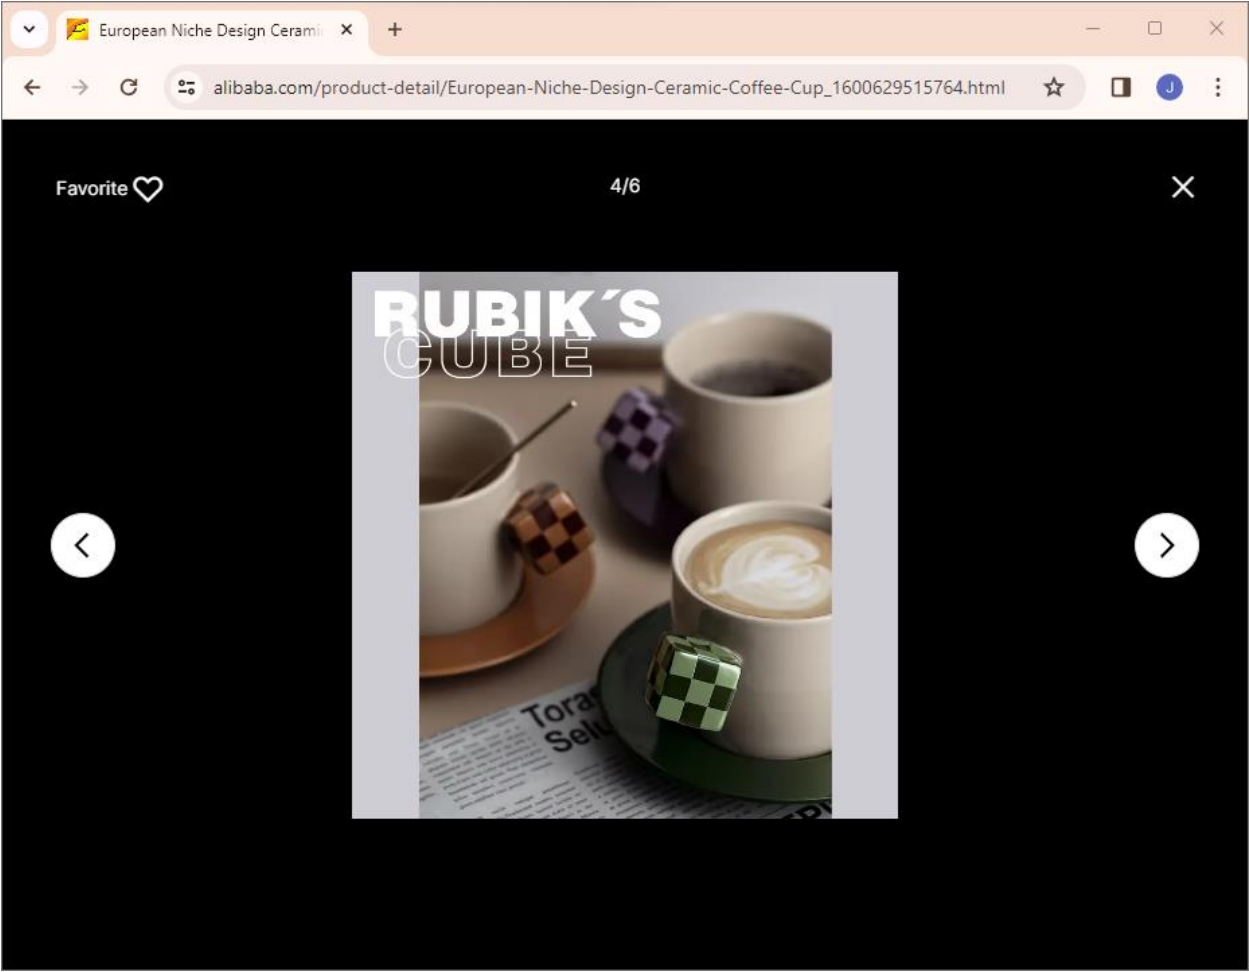 European Niche Design Cerami
alibaba.com/product-detail/European-Niche-Design-Ceramic-Coffee-Cup_1600629515764.html
J
Favorite
4/6
RUBIK´S
CUBE
Toras
Selu